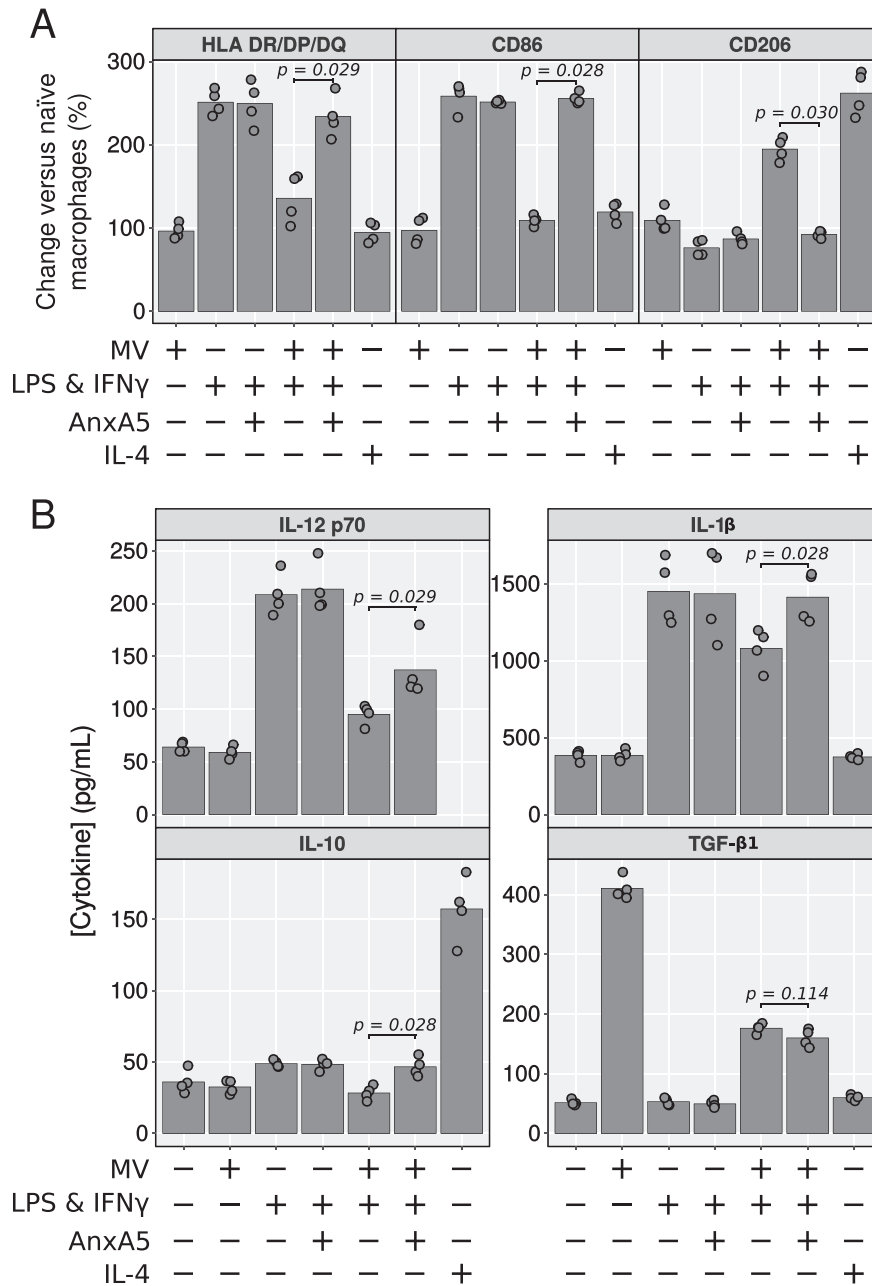 A
HLA DR/DP/DQ CD86 CD206
Change versus naïve
macrophages (%)
300
200
100
0
p = 0.029
p = 0.028
p = 0.030
MV + − − + + − + − − + + − + − − + + −
LPS & IFNγ − + + + + − − + + + + − − + + + + −
AnxA5 − − + − + − − − + − + − − − + − + −
IL-4 − − − − − + − − − − − + − − − − − +
B
[Cytokine] (pg/mL)
IL-12 p70 IL-1β
250
200
150
100
50
0
p = 0.029
1500
1000
500
0
p = 0.028
IL-10 TGF-β1
150
100
50
0
p = 0.028
400
300
200
100
50
0
p = 0.114
MV − + − − + + − − + − − + + −
LPS & IFNγ − − + + + + − − − + + + + −
AnxA5 − − − + − + − − − − + − + −
IL-4 − − − − − − + − − − − − − +